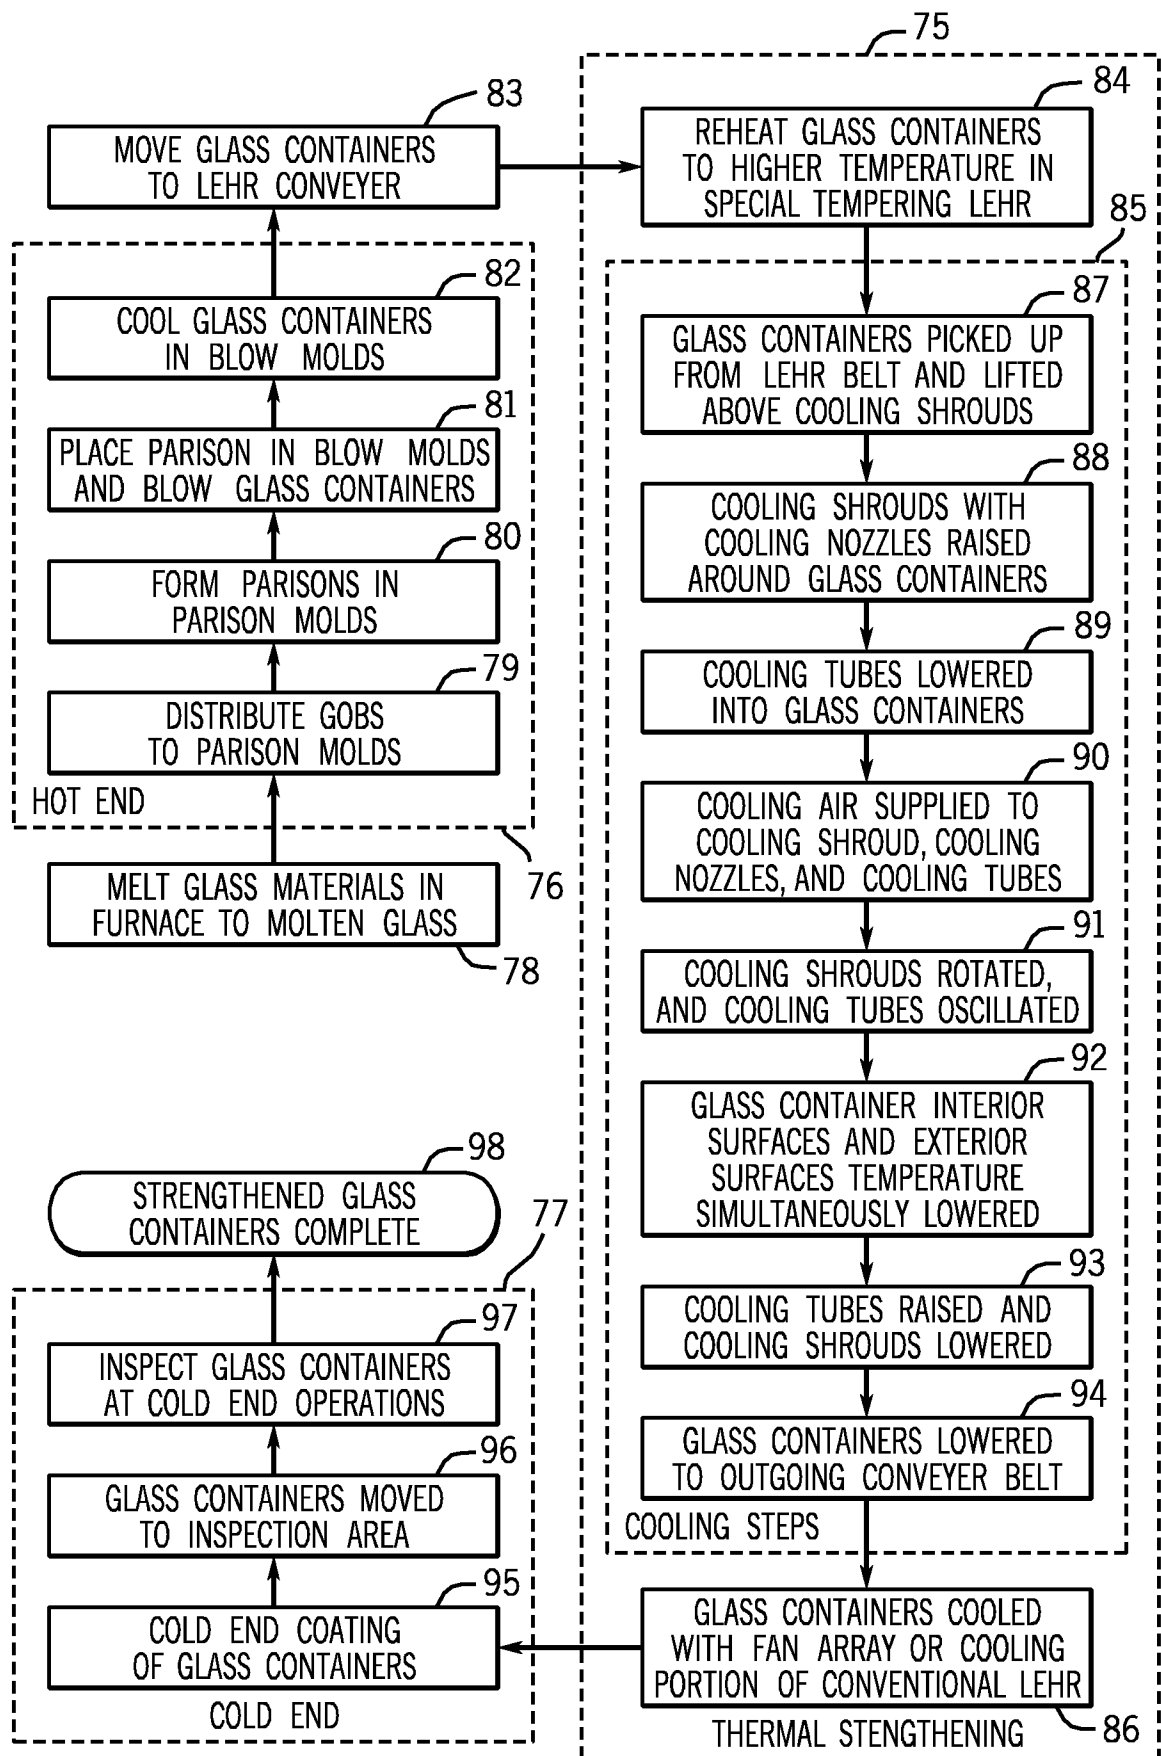 75
83
MOVE GLASS CONTAINERS
TO LEHR CONVEYER
84
REHEAT GLASS CONTAINERS
TO HIGHER TEMPERATURE IN
SPECIAL TEMPERING LEHR
85
82
COOL GLASS CONTAINERS
IN BLOW MOLDS
81
PLACE PARISON IN BLOW MOLDS
AND BLOW GLASS CONTAINERS
80
FORM PARISONS IN
PARISON MOLDS
79
DISTRIBUTE GOBS
TO PARISON MOLDS
HOT END
76
MELT GLASS MATERIALS IN
FURNACE TO MOLTEN GLASS
78
87
GLASS CONTAINERS PICKED UP
FROM LEHR BELT AND LIFTED
ABOVE COOLING SHROUDS
88
COOLING SHROUDS WITH
COOLING NOZZLES RAISED
AROUND GLASS CONTAINERS
89
COOLING TUBES LOWERED
INTO GLASS CONTAINERS
90
COOLING AIR SUPPLIED TO
COOLING SHROUD, COOLING
NOZZLES, AND COOLING TUBES
91
COOLING SHROUDS ROTATED,
AND COOLING TUBES OSCILLATED
92
GLASS CONTAINER INTERIOR
SURFACES AND EXTERIOR
SURFACES TEMPERATURE
SIMULTANEOUSLY LOWERED
93
COOLING TUBES RAISED AND
COOLING SHROUDS LOWERED
94
GLASS CONTAINERS LOWERED
TO OUTGOING CONVEYER BELT
COOLING STEPS
GLASS CONTAINERS COOLED
WITH FAN ARRAY OR COOLING
PORTION OF CONVENTIONAL LEHR
86
THERMAL STENGTHENING
98
STRENGTHENED GLASS
CONTAINERS COMPLETE
77
97
INSPECT GLASS CONTAINERS
AT COLD END OPERATIONS
96
GLASS CONTAINERS MOVED
TO INSPECTION AREA
95
COLD END COATING
OF GLASS CONTAINERS
COLD END